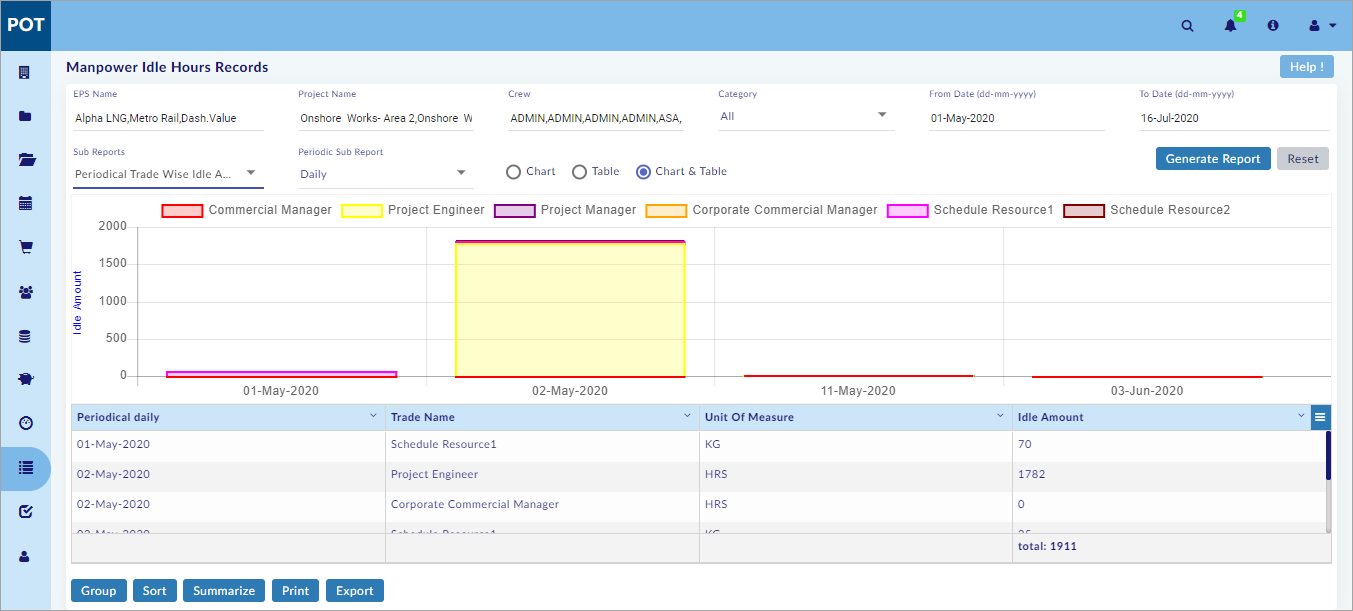 POT
4
Manpower Idle Hours Records
Help !
EPS Name Project Name Crew Category From Date (dd-mm-yyyy) To Date (dd-mm-yyyy)
Alpha LNG,Metro Rail,Dash.Value Onshore Works- Area 2,Onshore W ADMIN,ADMIN,ADMIN,ADMIN,ASA, All 01-May-2020 16-Jul-2020
Sub Reports Periodic Sub Report
Periodical Trade Wise Idle A... Daily Chart Table Chart & Table Generate Report Reset
Commercial Manager Project Engineer Project Manager Corporate Commercial Manager Schedule Resource1 Schedule Resource2
2000
1500
1000
500
0
Idle Amount
01-May-2020 02-May-2020 11-May-2020 03-Jun-2020
Periodical daily Trade Name Unit Of Measure Idle Amount
01-May-2020 Schedule Resource1 KG 70
02-May-2020 Project Engineer HRS 1782
02-May-2020 Corporate Commercial Manager HRS 0
02-May-2020 Schedule Resource1 KG
total: 1911
Group Sort Summarize Print Export